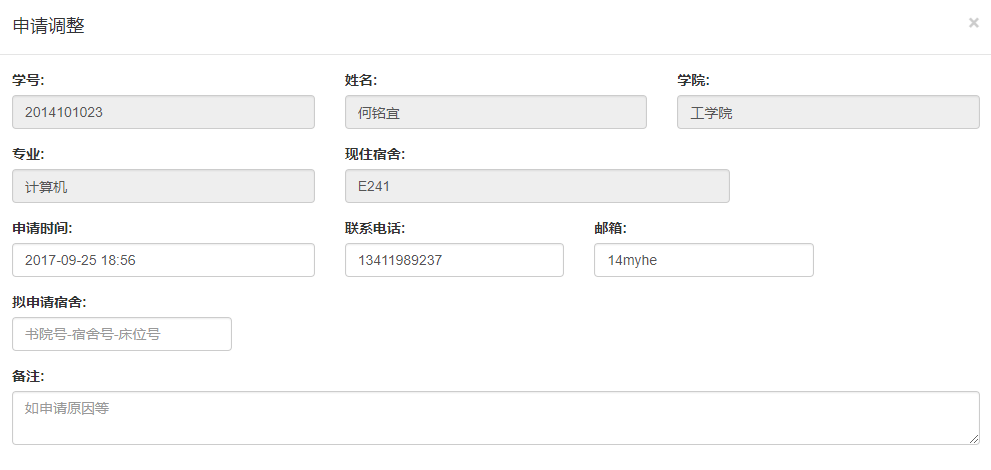 申请调整
×
学号: 姓名: 学院:
2014101023 何铭宜 工学院
专业: 现住宿舍:
计算机 E241
申请时间: 联系电话: 邮箱:
2017-09-25 18:56 13411989237 14myhe
拟申请宿舍:
书院号-宿舍号-床位号
备注:
如申请原因等